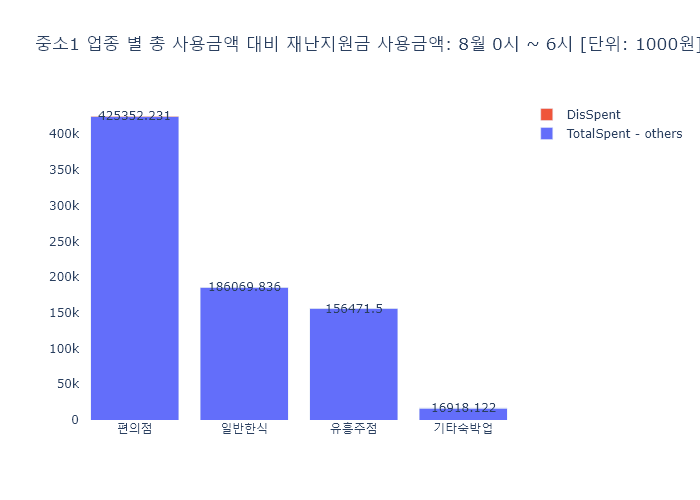 중소1 업종 별 총 사용금액 대비 재난지원금 사용금액: 8월 0시 ~ 6시 [단위: 1000원]
425352.231
DisSpent
400k
TotalSpent - others
350k
300k
186069.836
250k
156471.5
200k
150k
100k
50k
16918.122
0
편의점
일반한식
유흥주점
기타숙박업